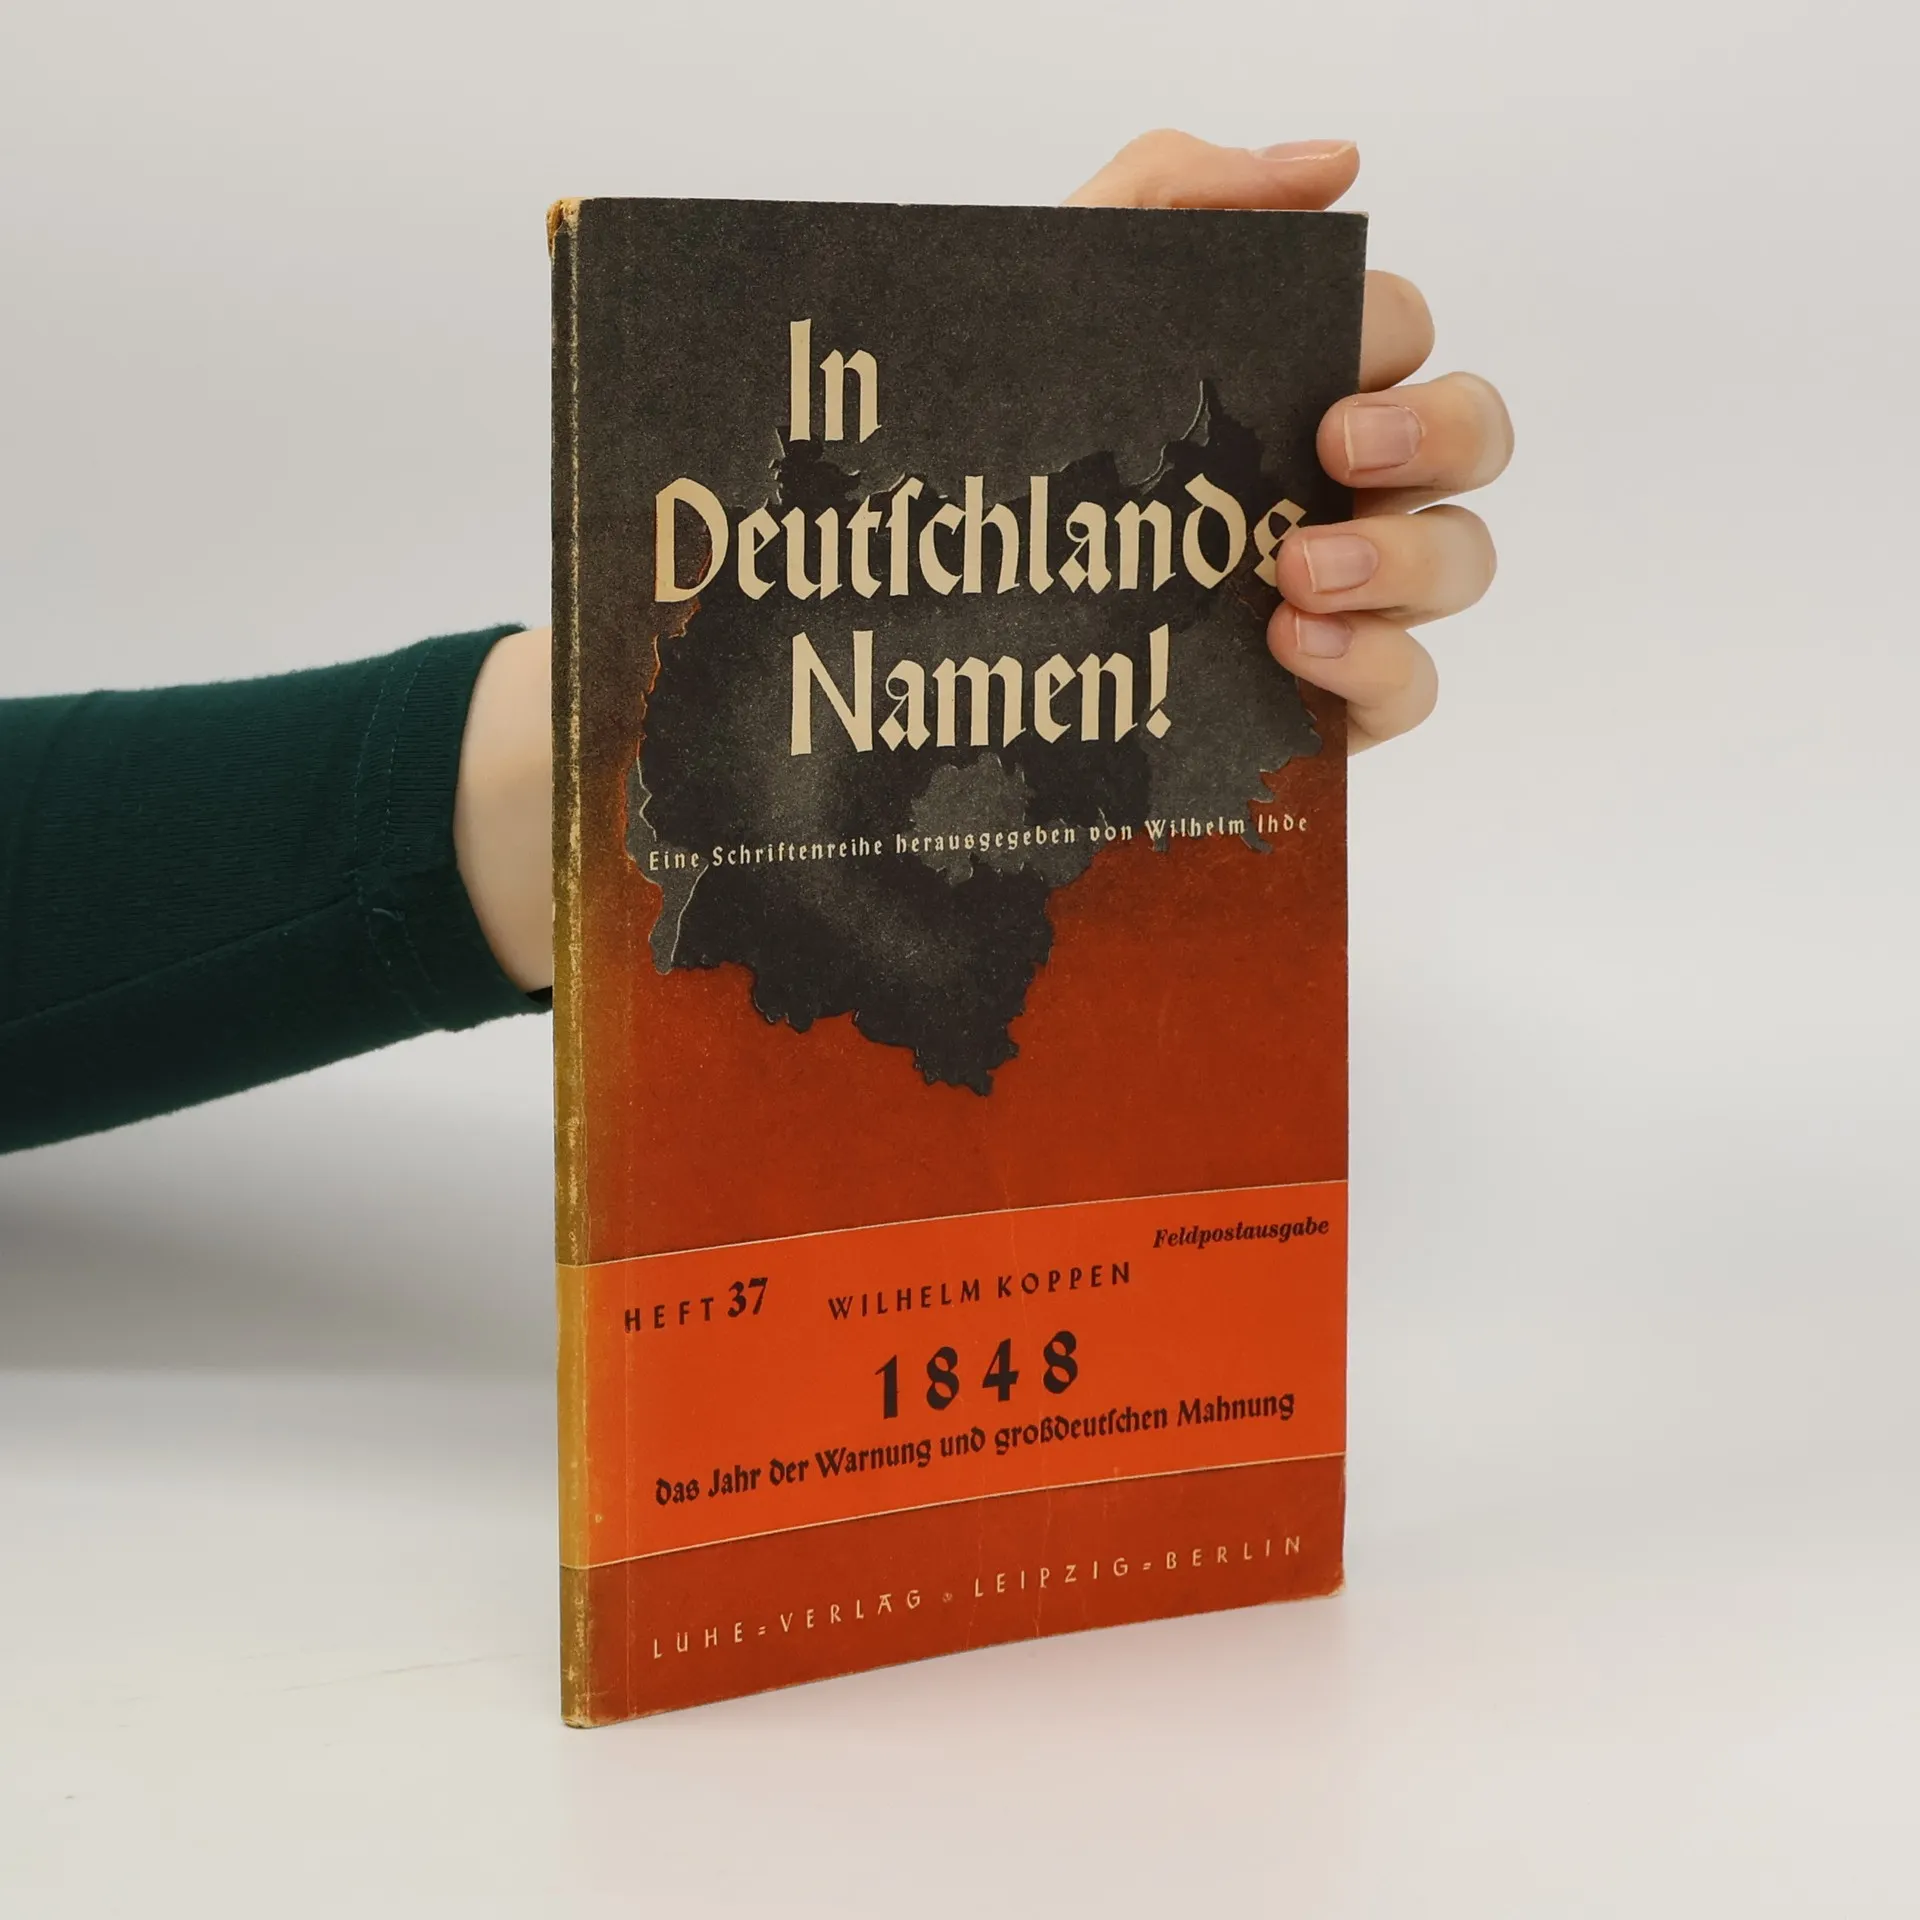 In
Deutſchlands
Namen!
Eine Schriftenreihe herausgegeben von Wilhelm Ihde
Feldpostausgabe
HEFT 37 WILHELM KOPPEN
1848
das Jahr der Warnung und großdeutſchen Mahnung
LÜHE=VERLAG • LEIPZIG=BERLIN